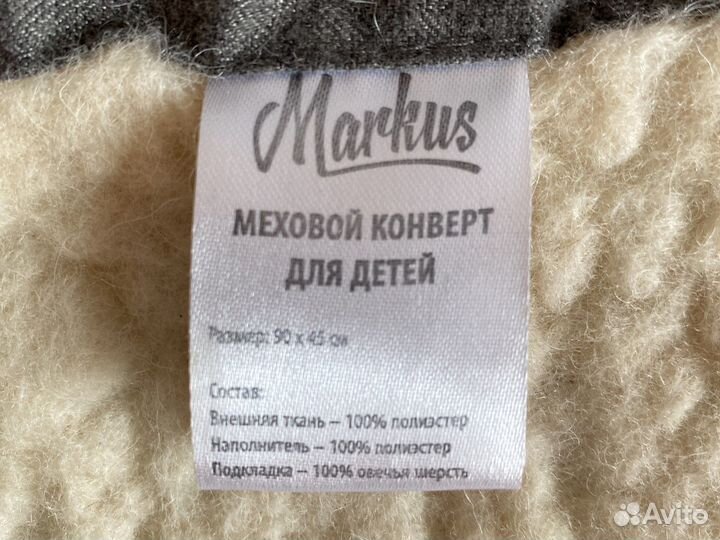 Markus
МЕХОВОЙ КОНВЕРТ
ДЛЯ ДЕТЕЙ
Размер: 90 х 45 см
Состав:
Внешняя ткань – 100% полиэстер
Наполнитель – 100% полиэстер
Подкладка – 100% овечья шерсть
Avito